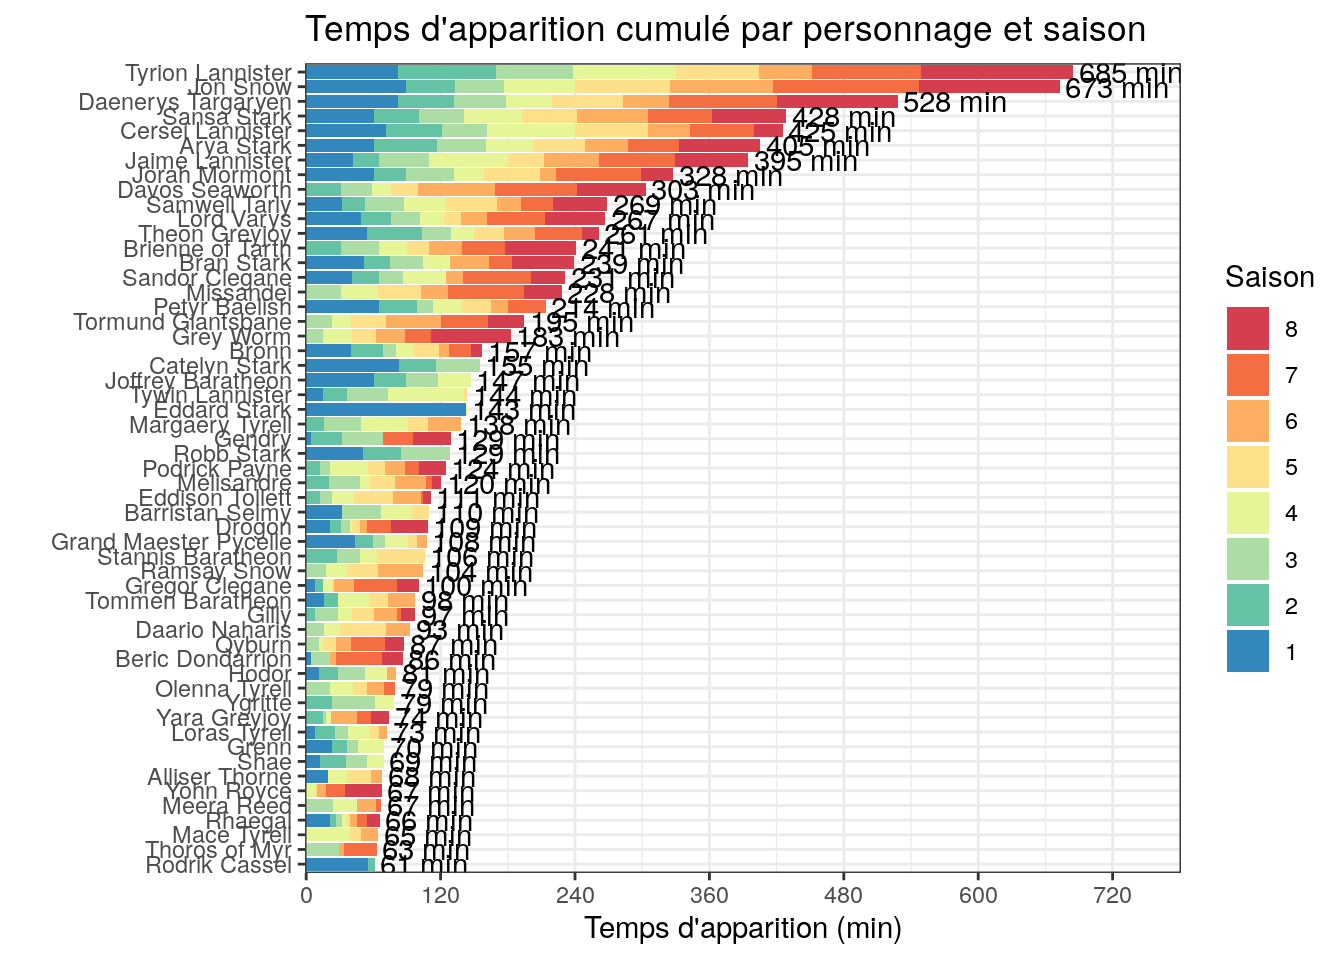 Temps d'apparition cumulé par personnage et saison
Tyrion Lannister 685 min
Jon Snow 673 min
Daenerys Targaryen 528 min
Sansa Stark 428 min
Cersei Lannister 425 min
Arya Stark 405 min
Jaime Lannister 395 min
Jorah Mormont 328 min
Davos Seaworth 303 min
Samwell Tarly 269 min
Lord Varys 267 min
Theon Greyjoy 261 min
Brienne of Tarth 241 min
Bran Stark 239 min
Sandor Clegane 231 min
Missandei 228 min
Petyr Baelish 214 min
Tormund Giantsbane 195 min
Grey Worm 183 min
Bronn 157 min
Catelyn Stark 155 min
Joffrey Baratheon 147 min
Tywin Lannister 144 min
Eddard Stark 143 min
Margaery Tyrell 138 min
Gendry 129 min
Robb Stark 129 min
Podrick Payne 124 min
Melisandre 120 min
Eddison Tollett 111 min
Barristan Selmy 110 min
Drogon 109 min
Grand Maester Pycelle 108 min
Stannis Baratheon 106 min
Ramsay Snow 104 min
Gregor Clegane 100 min
Tommen Baratheon 98 min
Gilly 97 min
Daario Naharis 93 min
Qyburn 87 min
Beric Dondarrion 86 min
Hodor 81 min
Olenna Tyrell 79 min
Ygritte 79 min
Yara Greyjoy 74 min
Loras Tyrell 73 min
Grenn 70 min
Shae 69 min
Alliser Thorne 68 min
Yohn Royce 67 min
Meera Reed 67 min
Rhaegal 66 min
Mace Tyrell 65 min
Thoros of Myr 63 min
Rodrik Cassel 61 min
0 120 240 360 480 600 720
Temps d'apparition (min)
Saison
8
7
6
5
4
3
2
1